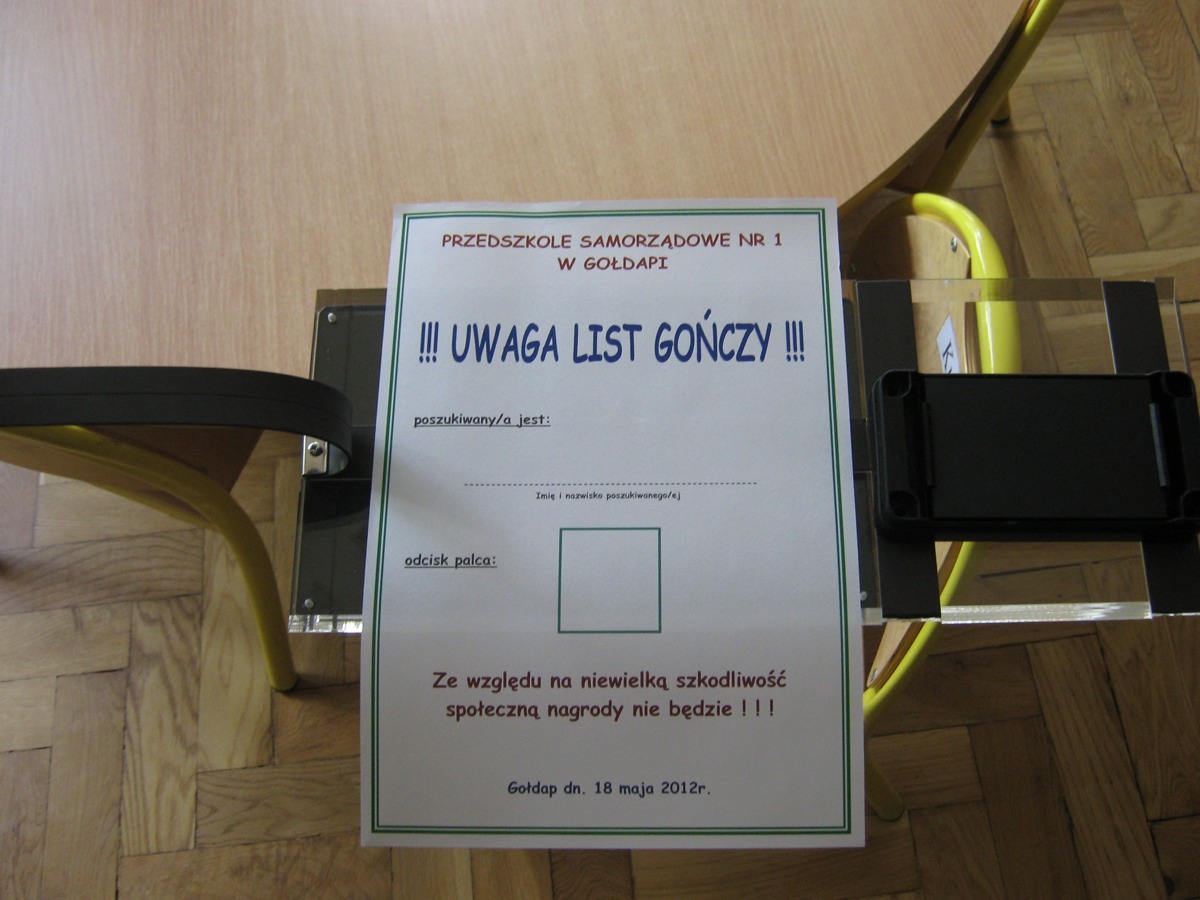 PRZEDSZKOLE SAMORZĄDOWE NR 1
W GOŁDAPI
!!! UWAGA LIST GOŃCZY !!!
poszukiwany/a jest:
Imię i nazwisko poszukiwanego/ej
odcisk palca:
Ze względu na niewielką szkodliwość
społeczną nagrody nie będzie ! ! !
Gołdap dn. 18 maja 2012r.